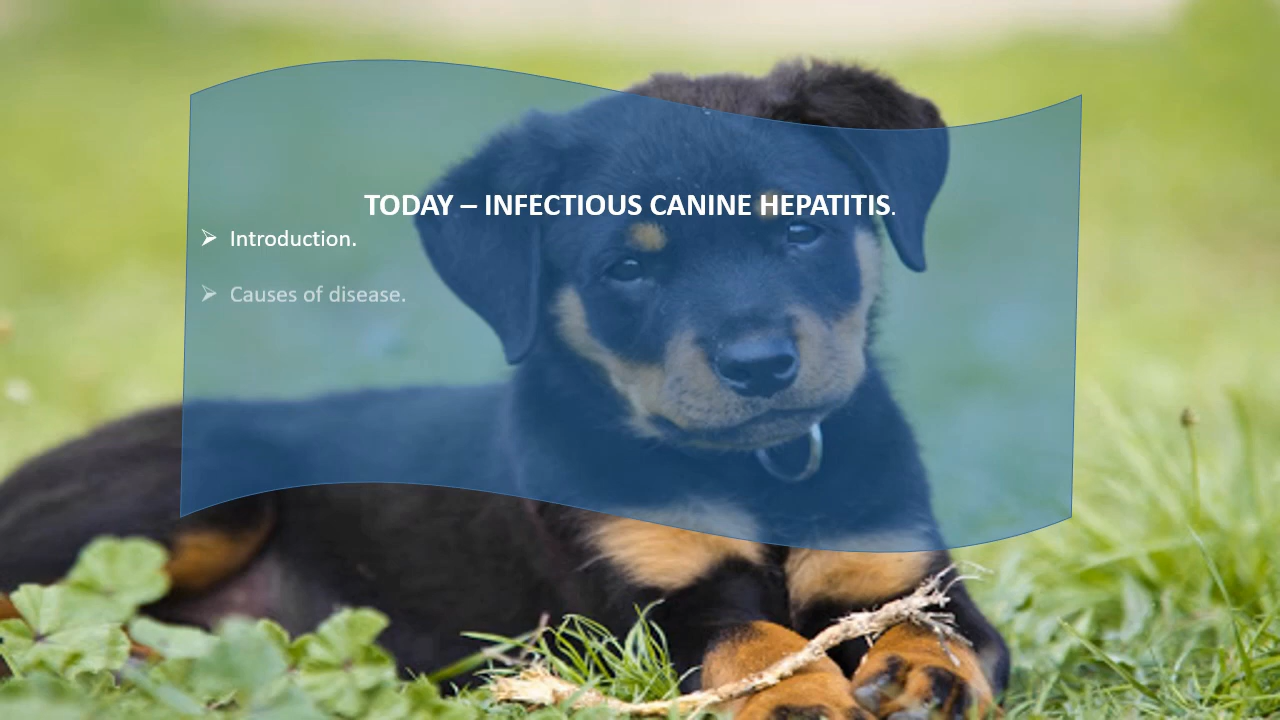 TODAY – INFECTIOUS CANINE HEPATITIS.
➢ Introduction.
➢ Causes of disease.